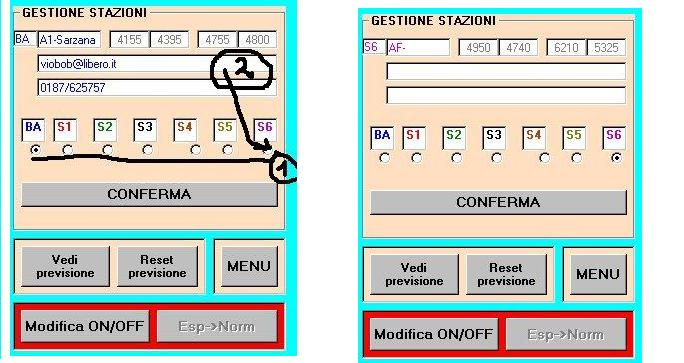 GESTIONE STAZIONI
BA A1-Sarzana 4155 4395 4755 4800
viobob@libero.it
0187/625757
2
BA S1 S2 S3 S4 S5 S6
1
CONFERMA
Vedi previsione
Reset previsione
MENU
Modifica ON/OFF
Esp->Norm
GESTIONE STAZIONI
S6 AF- 4950 4740 6210 5325
BA S1 S2 S3 S4 S5 S6
CONFERMA
Vedi previsione
Reset previsione
MENU
Modifica ON/OFF
Esp->Norm